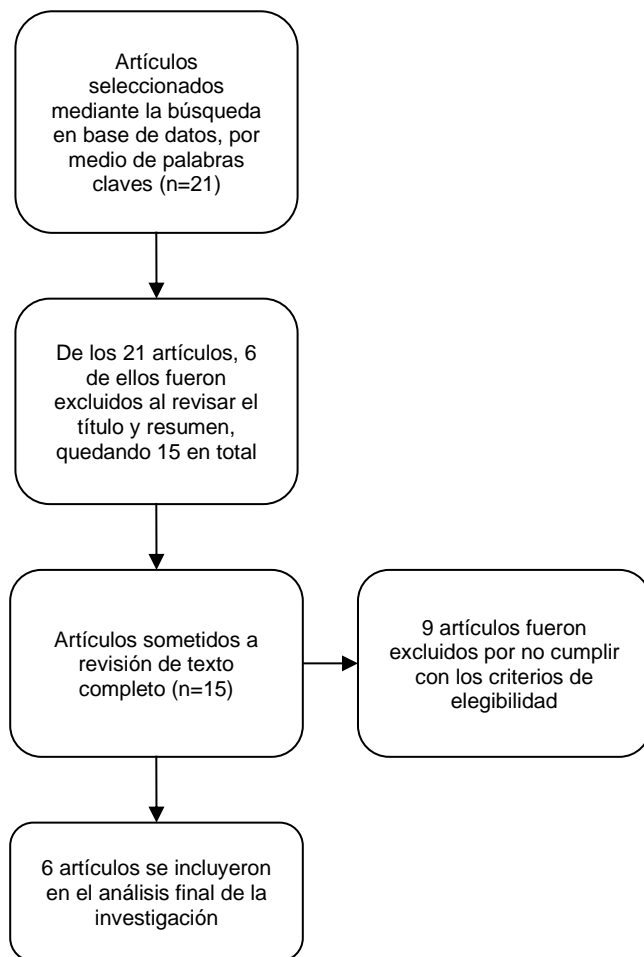 Artículos
seleccionados
mediante la búsqueda
en base de datos, por
medio de palabras
claves (n=21)
De los 21 artículos, 6
de ellos fueron
excluidos al revisar el
título y resumen,
quedando 15 en total
Artículos sometidos a
revisión de texto
completo (n=15)
9 artículos fueron
excluidos por no cumplir
con los criterios de
elegibilidad
6 artículos se incluyeron
en el análisis final de la
investigación